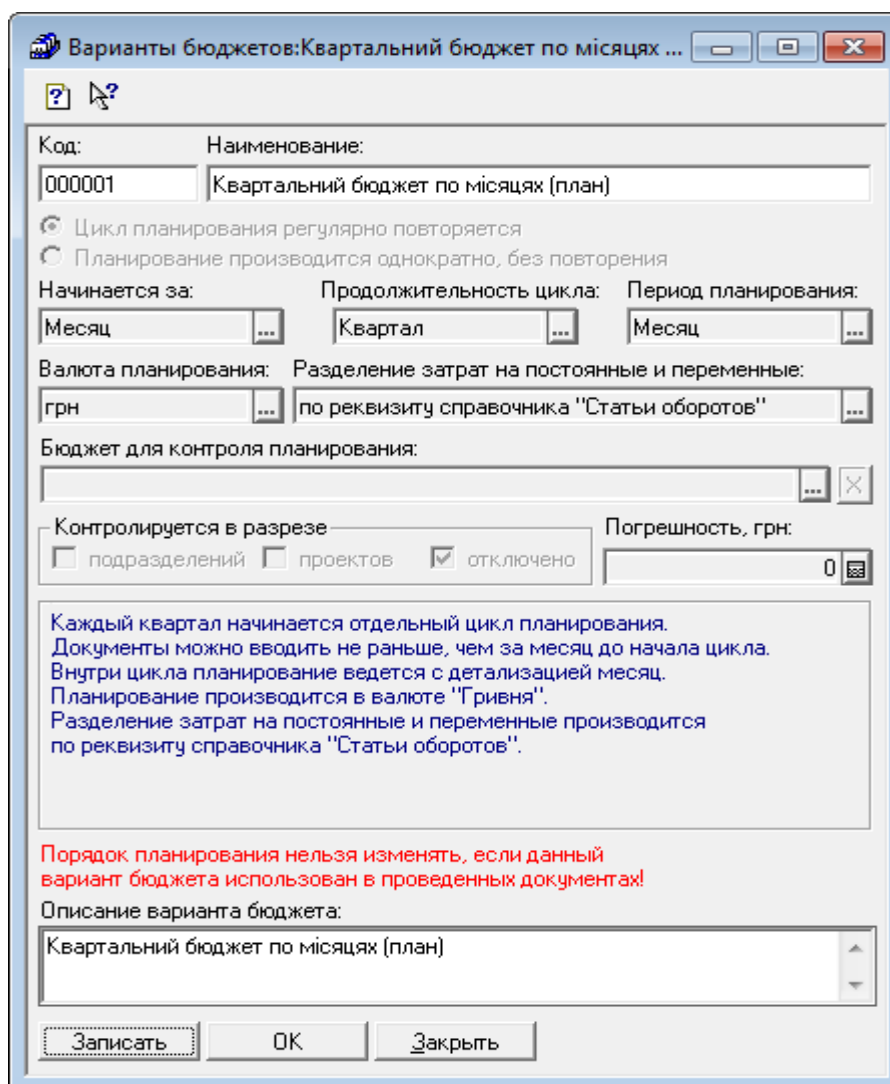 Варианты бюджетов:Квартальний бюджет по місяцях ...
Код:
Наименование:
000001
Квартальний бюджет по місяцях (план)
Цикл планирования регулярно повторяется
Планирование производится однократно, без повторения
Начинается за:
Продолжительность цикла:
Период планирования:
Месяц
...
Квартал
...
Месяц
...
Валюта планирования:
Разделение затрат на постоянные и переменные:
грн
...
по реквизиту справочника "Статьи оборотов"
...
Бюджет для контроля планирования:
...
Контролируется в разрезе
Погрешность, грн:
подразделений
проектов
отключено
0
Каждый квартал начинается отдельный цикл планирования.
Документы можно вводить не раньше, чем за месяц до начала цикла.
Внутри цикла планирование ведется с детализацией месяц.
Планирование производится в валюте "Гривня".
Разделение затрат на постоянные и переменные производится
по реквизиту справочника "Статьи оборотов".
Порядок планирования нельзя изменять, если данный
вариант бюджета использован в проведенных документах!
Описание варианта бюджета:
Квартальний бюджет по місяцях (план)
Записать
OK
Закрыть